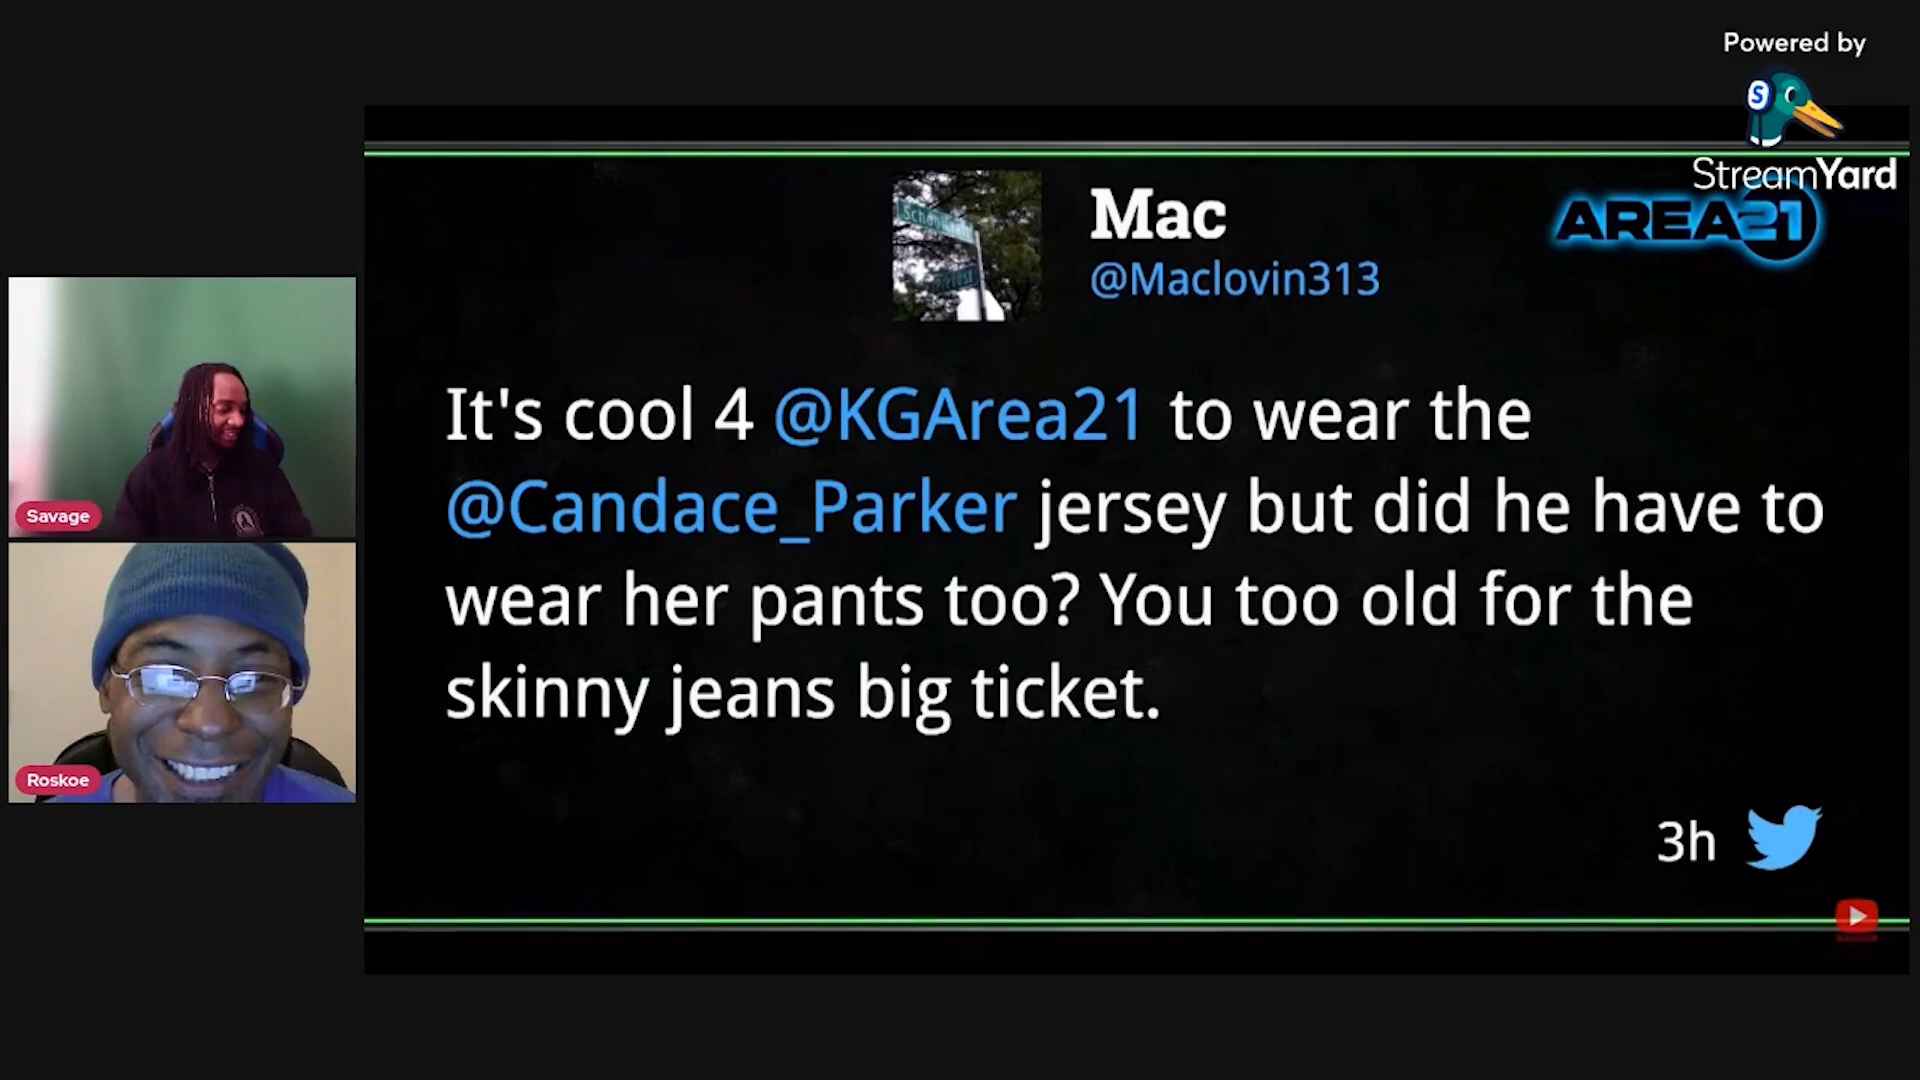 Powered by
StreamYard
AREA21
Mac
@Maclovin313
It's cool 4 @KGArea21 to wear the
@Candace_Parker jersey but did he have to
wear her pants too? You too old for the
skinny jeans big ticket.
3h
Savage
Roskoe